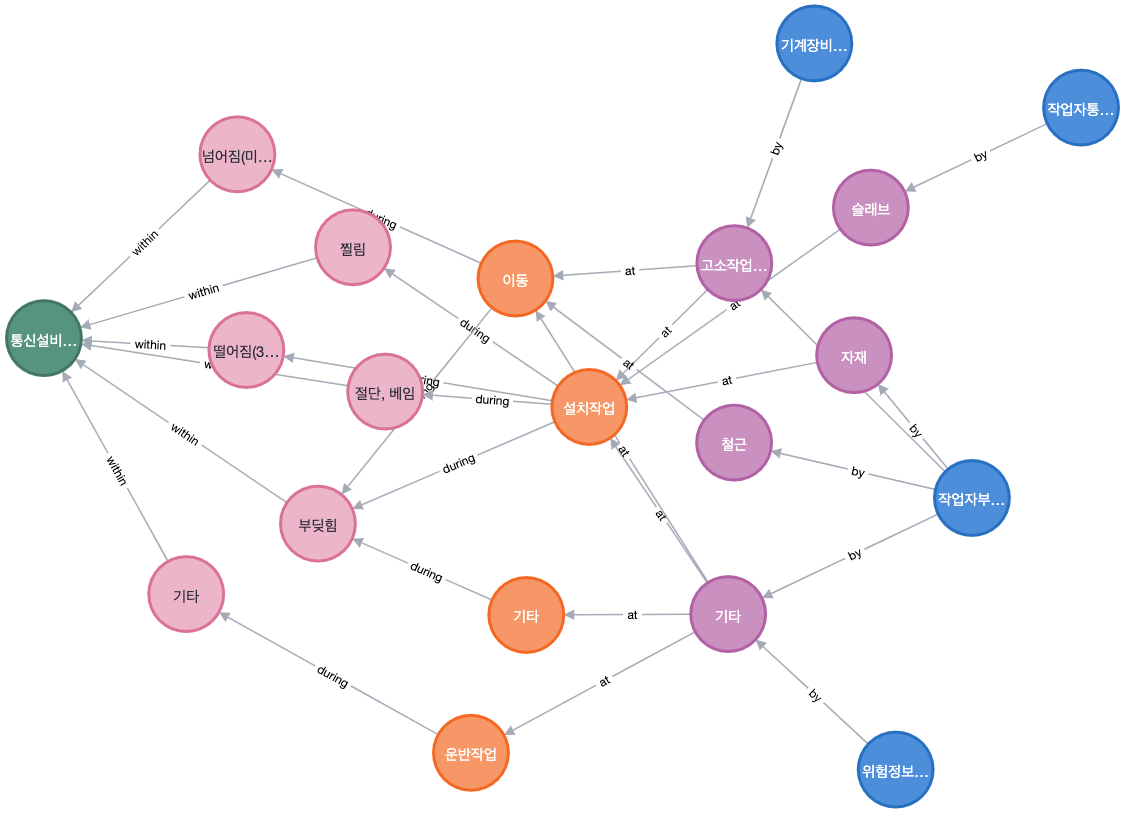 기계장비...
작업자통...
by
by
넘어짐(미...
슬래브
during
찜림
within
고소작업...
이동
at
within
at
통신설비...
during
at
within
떨어짐(3...
자재
at
at
절단, 베임
during
설치작업
by
within
철근
during
at
by
작업자부...
within
at
부딪힘
by
during
기타
기타
at
기타
during
at
by
운반작업
위험정보...